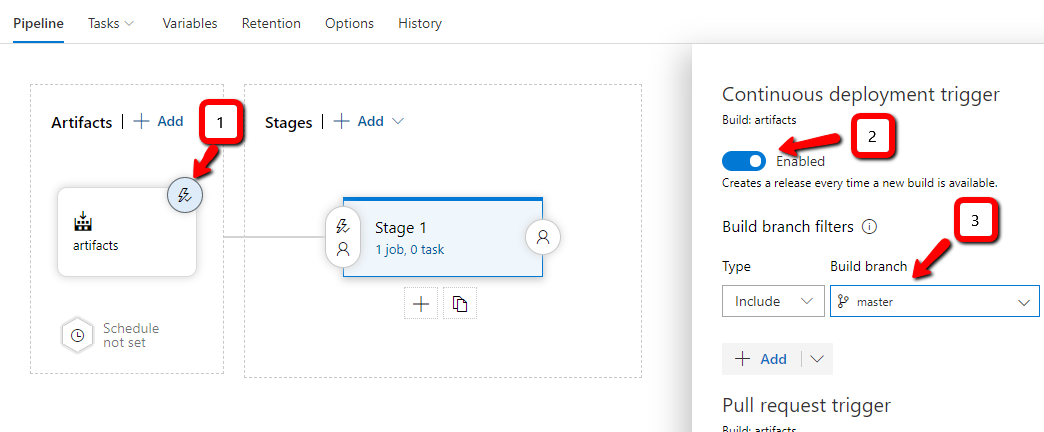 Pipeline Tasks Variables Retention Options History
Artifacts | + Add
1
Stages | + Add
artifacts
Schedule
not set
Stage 1
1 job, 0 task
Continuous deployment trigger
Build: artifacts
2
Enabled
Creates a release every time a new build is available.
Build branch filters
3
Type
Build branch
Include
master
+ Add
Pull request trigger
Build: artifacts